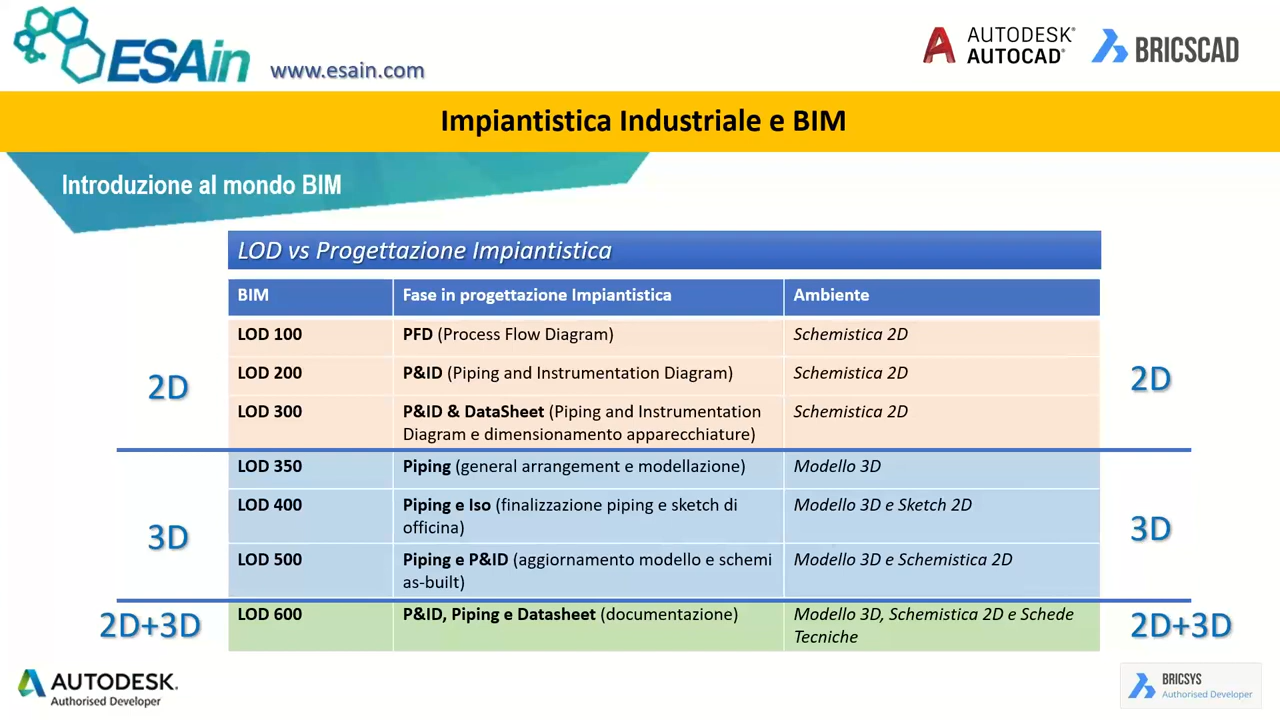 ESAin
www.esain.com
AUTODESK®
AUTOCAD®
BRICSCAD
Impiantistica Industriale e BIM
Introduzione al mondo BIM
LOD vs Progettazione Impiantistica
BIM
Fase in progettazione Impiantistica
Ambiente
LOD 100
PFD (Process Flow Diagram)
Schemistica 2D
LOD 200
P&ID (Piping and Instrumentation Diagram)
Schemistica 2D
2D
2D
LOD 300
P&ID & DataSheet (Piping and Instrumentation
Diagram e dimensionamento apparecchiature)
Schemistica 2D
LOD 350
Piping (general arrangement e modellazione)
Modello 3D
LOD 400
Piping e Iso (finalizzazione piping e sketch di
officina)
Modello 3D e Sketch 2D
3D
3D
LOD 500
Piping e P&ID (aggiornamento modello e schemi
as-built)
Modello 3D e Schemistica 2D
2D+3D
LOD 600
P&ID, Piping e Datasheet (documentazione)
Modello 3D, Schemistica 2D e Schede
Tecniche
2D+3D
AUTODESK.
Authorised Developer
BRICSYS
Authorised Developer